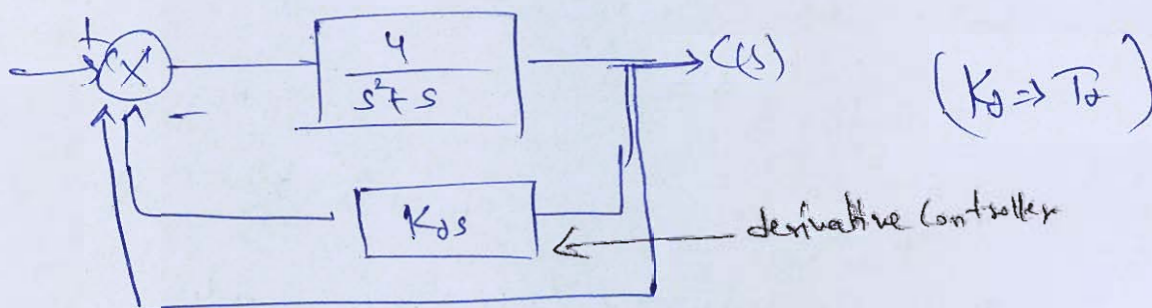 +
X
4
s²+s
C(s)
(Kd ⇒ Td)
-
Kds
derivative controller